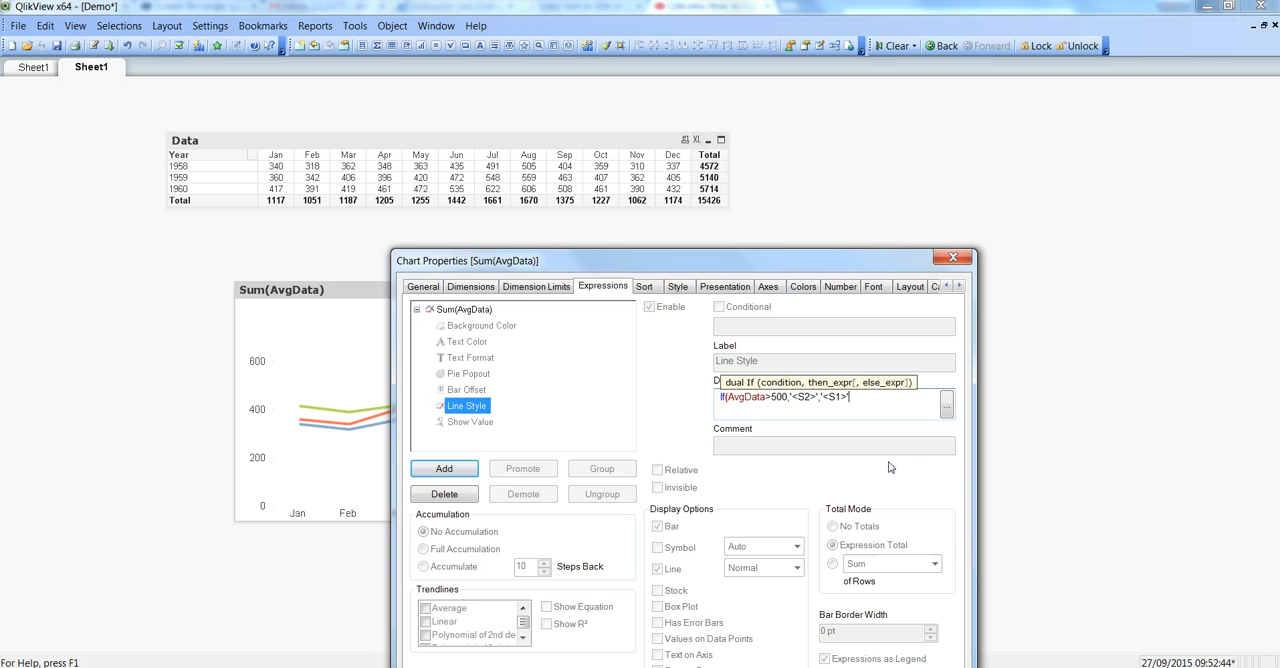 QlikView x64 - [Demo*]
File Edit View Selections Layout Settings Bookmarks Reports Tools Object Window Help
Clear Back Forward Lock Unlock
Sheet1 Sheet1
Data XL
Year Jan Feb Mar Apr May Jun Jul Aug Sep Oct Nov Dec Total
1958 340 318 362 348 363 435 491 505 404 359 310 337 4572
1959 360 342 406 396 420 472 548 559 463 407 362 405 5140
1960 417 391 419 461 472 535 622 606 508 461 390 432 5714
Total 1117 1051 1187 1205 1255 1442 1661 1670 1375 1227 1062 1174 15426
Sum(AvgData)
600
400
200
0
Jan Feb
Chart Properties [Sum(AvgData)]
General Dimensions Dimension Limits Expressions Sort Style Presentation Axes Colors Number Font Layout Ca
Sum(AvgData)
Background Color
Text Color
Text Format
Pie Popout
Bar Offset
Line Style
Show Value
Enable Conditional
Label
Line Style
D dual If (condition, then_expr[, else_expr])
If(AvgData>500,'<S2>','<S1>'
...
Comment
Add Promote Group
Delete Demote Ungroup
Accumulation
No Accumulation
Full Accumulation
Accumulate 10 Steps Back
Trendlines
Average
Linear
Polynomial of 2nd de
Show Equation
Show R²
Relative
Invisible
Display Options
Bar
Symbol Auto
Line Normal
Stock
Box Plot
Has Error Bars
Values on Data Points
Text on Axis
Total Mode
No Totals
Expression Total
Sum
of Rows
Bar Border Width
0 pt
Expressions as Legend
For Help, press F1
27/09/2015 09:52:44*